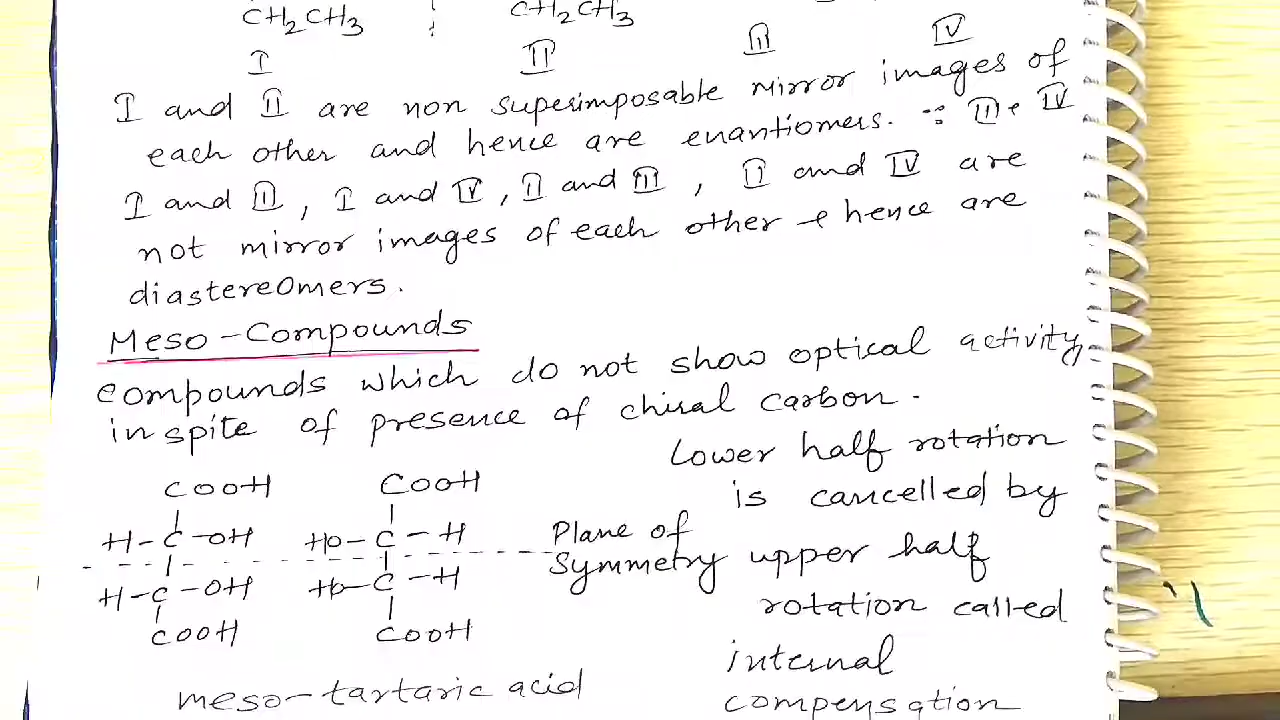 CH2CH3 CH2CH3
I II III IV
I and II are non superimposable mirror images of
each other and hence are enantiomers. :: III & IV
I and III, I and IV, II and III, II and IV are
not mirror images of each other & hence are
diastereomers.
Meso-Compounds
compounds which do not show optical activity
inspite of presence of chiral carbon.
Lower half rotation
is cancelled by
upper half
rotation called
internal
compensation
COOH COOH
H-C-OH HO-C-H
Plane of
Symmetry
H-C-OH HO-C-H
COOH COOH
meso-tartaric acid